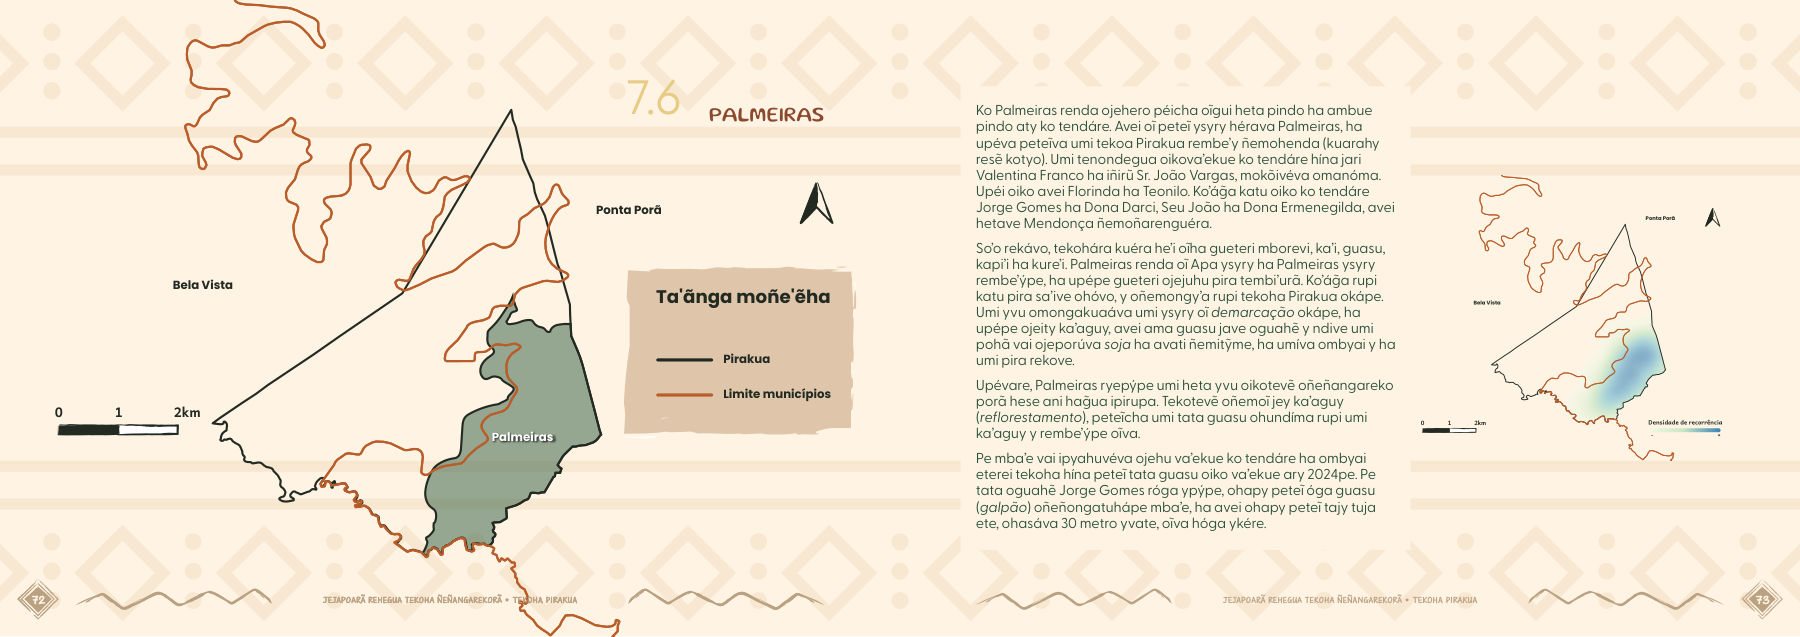 7.6
PALMEIRAS
Ponta Porã
Bela Vista
Ta'ãnga moñe'ẽha
Pirakua
Limite municípios
0 1 2km
Palmeiras
72
JEJAPOARÃ REHEGUA TEKOHA ÑEÑANGAREKORÃ • TEKOHA PIRAKUA
Ko Palmeiras renda ojehero péicha oĩgui heta pindo ha ambue
pindo aty ko tendáre. Avei oĩ peteĩ ysyry hérava Palmeiras, ha
upéva peteĩva umi tekoa Pirakua rembe’y ñemohenda (kuarahy
resẽ kotyo). Umi tenondegua oikova’ekue ko tendáre hína jari
Valentina Franco ha iñirũ Sr. João Vargas, mokõivéva omanóma.
Upéi oiko avei Florinda ha Teonilo. Ko’ág̃a katu oiko ko tendáre
Jorge Gomes ha Dona Darci, Seu João ha Dona Ermenegilda, avei
hetave Mendonça ñemoñarenguéra.
So’o rekávo, tekohára kuéra he’i oĩha gueteri mborevi, ka’i, guasu,
kapi’i ha kure’i. Palmeiras renda oĩ Apa ysyry ha Palmeiras ysyry
rembe’ýpe, ha upépe gueteri ojejuhu pira tembi’urã. Ko’ág̃a rupi
katu pira sa’ive ohóvo, y oñemongy’a rupi tekoha Pirakua okápe.
Umi yvu omongakuaáva umi ysyry oĩ demarcação okápe, ha
upépe ojeity ka’aguy, avei ama guasu jave oguahẽ y ndive umi
pohã vai ojeporúva soja ha avati ñemitỹme, ha umíva ombyai y ha
umi pira rekove.
Upévare, Palmeiras ryepýpe umi heta yvu oikotevẽ oñeñangareko
porã hese ani hag̃ua ipirupa. Tekotevẽ oñemoĩ jey ka’aguy
(reflorestamento), peteĩcha umi tata guasu ohundíma rupi umi
ka’aguy y rembe’ýpe oĩva.
Pe mba’e vai ipyahuvéva ojehu va’ekue ko tendáre ha ombyai
eterei tekoha hína peteĩ tata guasu oiko va’ekue ary 2024pe. Pe
tata oguahẽ Jorge Gomes róga ypýpe, ohapy peteĩ óga guasu
(galpão) oñeñongatuhápe mba’e, ha avei ohapy peteĩ tajy tuja
ete, ohasáva 30 metro yvate, oĩva hóga ykére.
Ponta Porã
Bela Vista
0 1 2km
Densidade de recorrência
- +
JEJAPOARÃ REHEGUA TEKOHA ÑEÑANGAREKORÃ • TEKOHA PIRAKUA
73